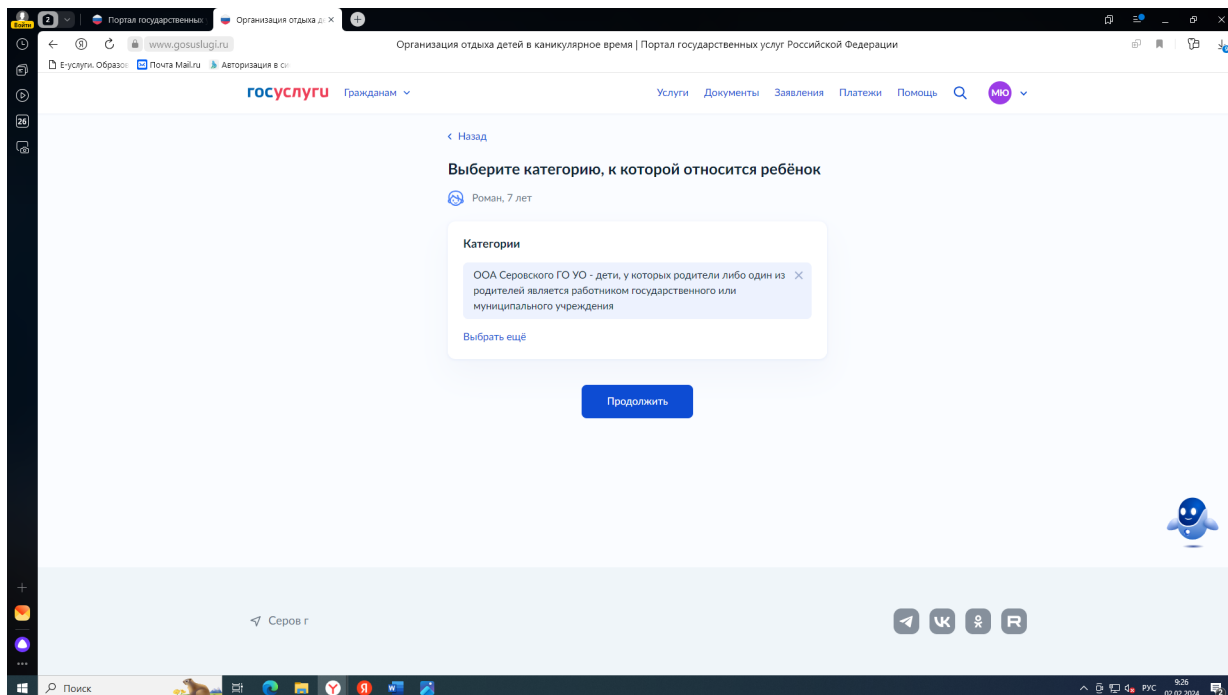 Войти
2
Портал государственных
Организация отдыха де
www.gosuslugi.ru
Организация отдыха детей в каникулярное время | Портал государственных услуг Российской Федерации
Е-услуги. Образов
Почта Mail.ru
Авторизация в си
26
госуслуги
Гражданам
Услуги Документы Заявления Платежи Помощь
МЮ
Назад
Выберите категорию, к которой относится ребёнок
Роман, 7 лет
Категории
ООА Серовского ГО УО - дети, у которых родители либо один из
родителей является работником государственного или
муниципального учреждения
Выбрать ещё
Продолжить
Серов г
Поиск
РУС
9:26
02.02.2024